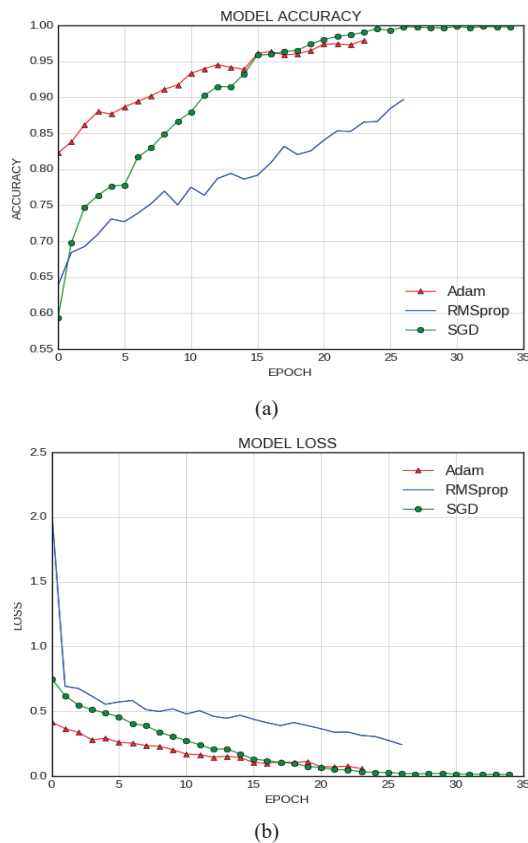 MODEL ACCURACY
1.00
0.95
0.90
0.85
0.80
0.75
0.70
0.65
0.60
0.55
ACCURACY
Adam
RMSprop
SGD
0 5 10 15 20 25 30 35
EPOCH
(a)
MODEL LOSS
2.5
2.0
1.5
1.0
0.5
0.0
LOSS
Adam
RMSprop
SGD
0 5 10 15 20 25 30 35
EPOCH
(b)